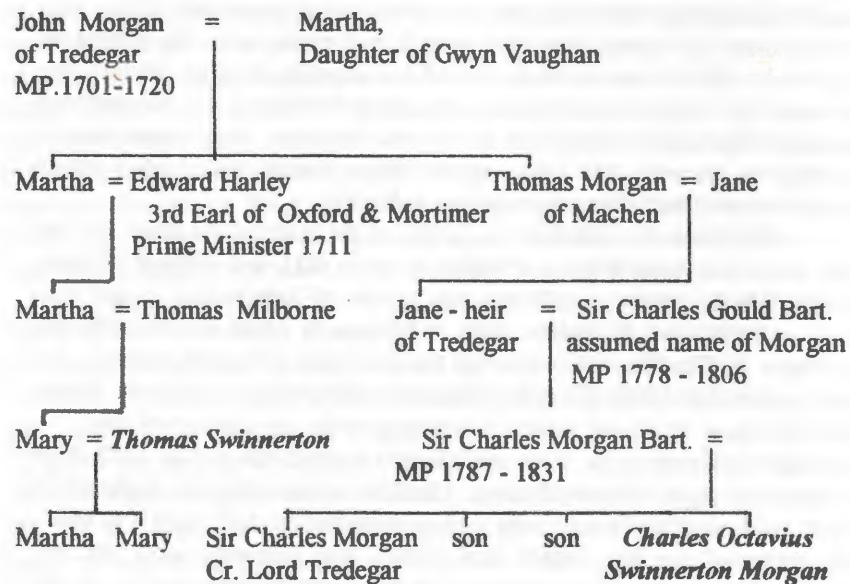 John Morgan = Martha,
of Tredegar Daughter of Gwyn Vaughan
MP.1701-1720
Martha = Edward Harley Thomas Morgan = Jane
3rd Earl of Oxford & Mortimer of Machen
Prime Minister 1711
Martha = Thomas Milborne Jane - heir = Sir Charles Gould Bart.
of Tredegar assumed name of Morgan
MP 1778 - 1806
Mary = Thomas Swinnerton Sir Charles Morgan Bart. =
MP 1787 - 1831
Martha Mary Sir Charles Morgan son son Charles Octavius
Cr. Lord Tredegar Swinnerton Morgan